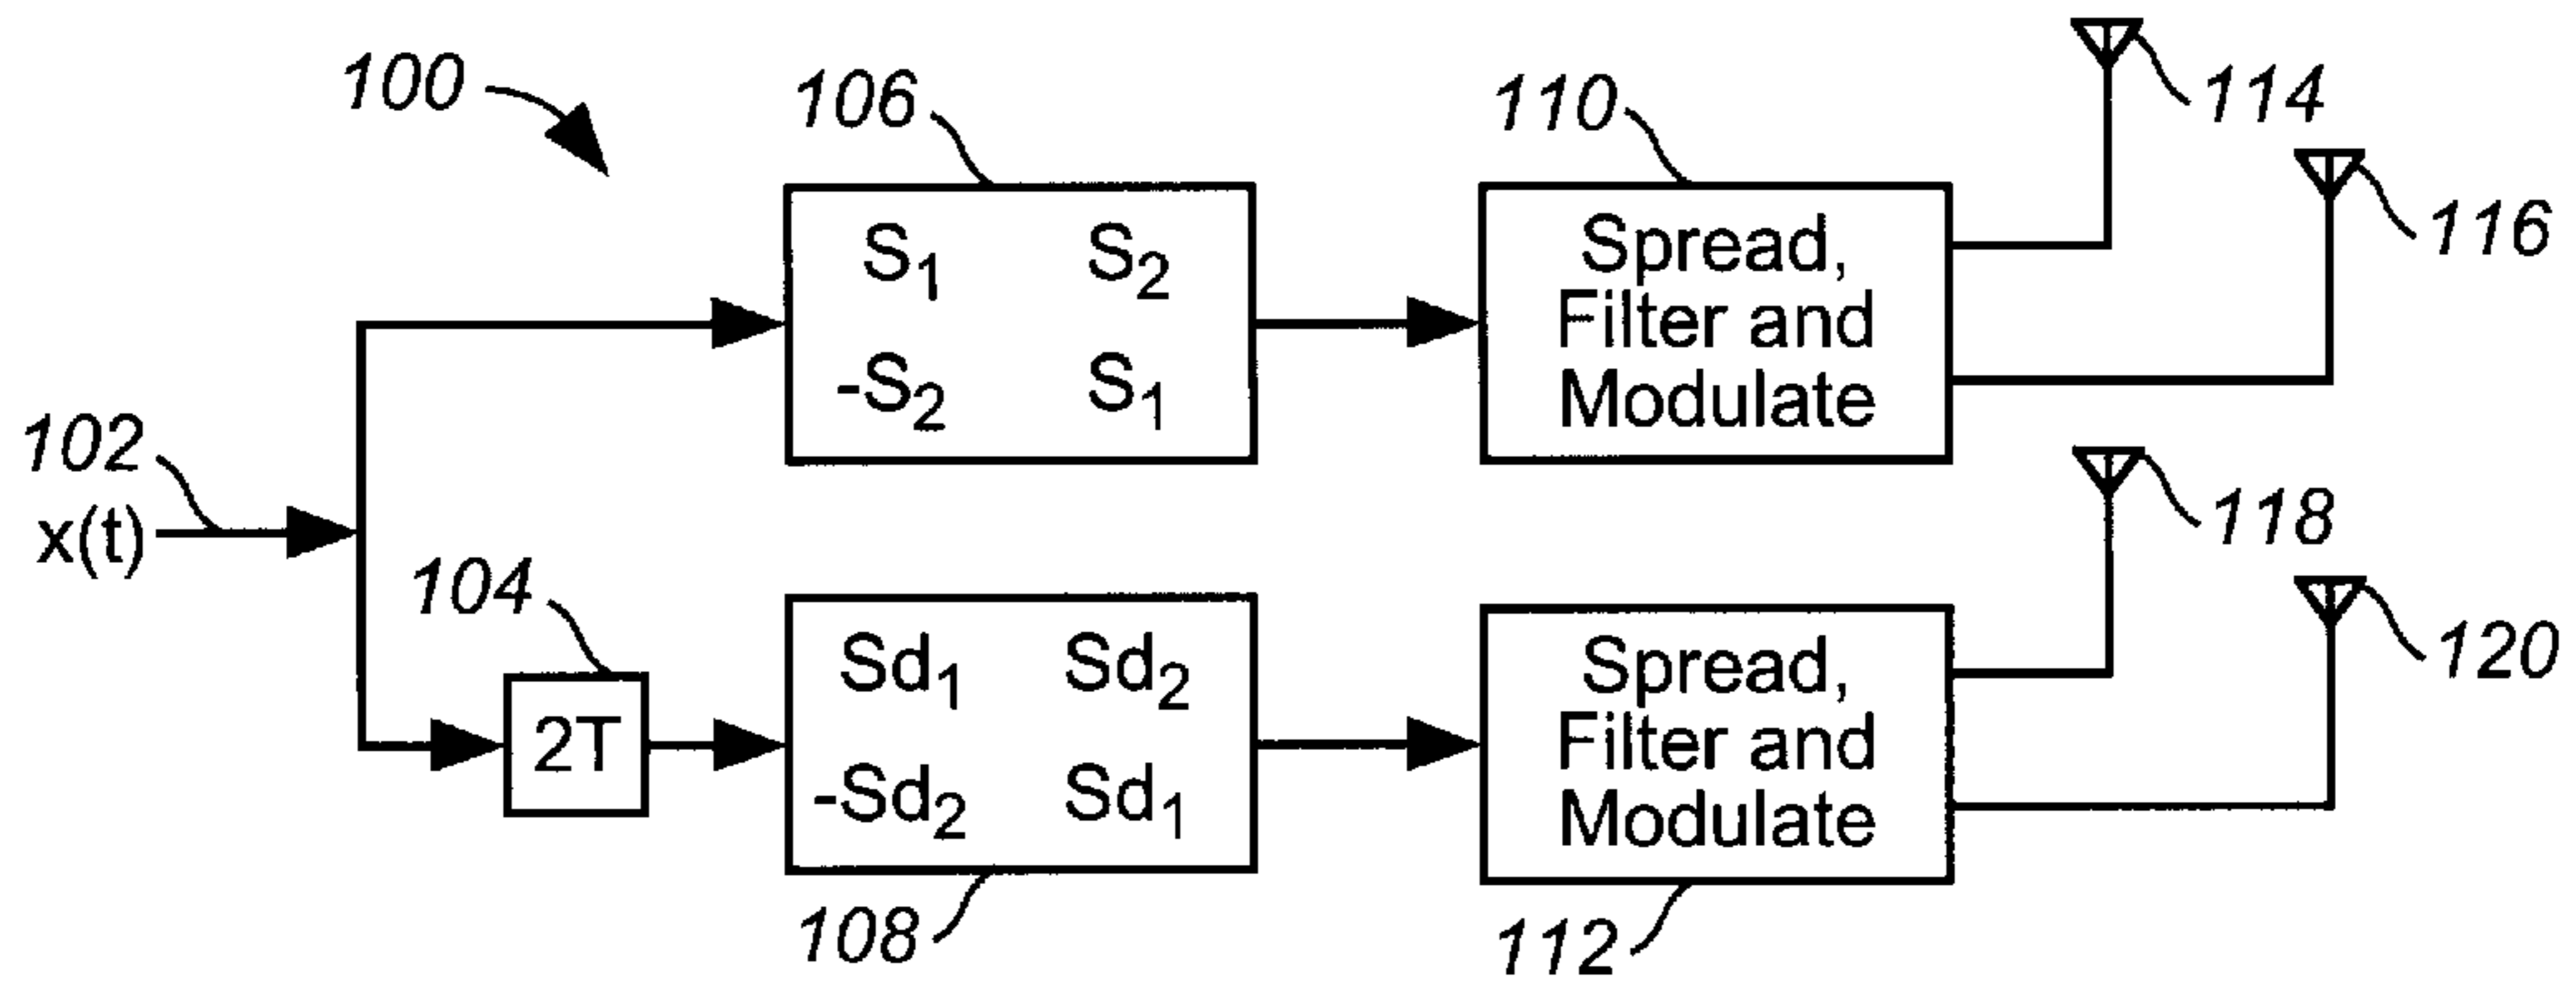 100
106
110
114
116
S1 S2
-S2 S1
Spread,
Filter and
Modulate
102
x(t)
104
2T
118
120
Sd1 Sd2
-Sd2 Sd1
Spread,
Filter and
Modulate
108
112